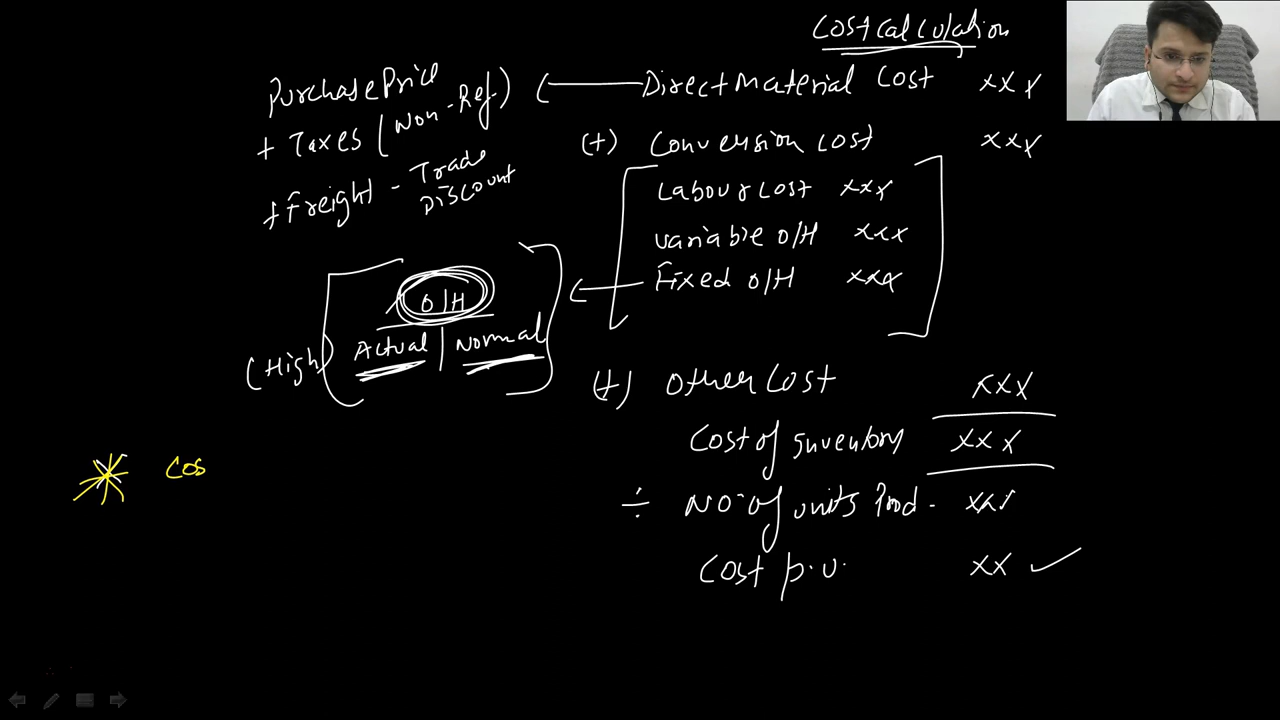 Cost calculation
Purchase Price
+ Taxes (Non-Ref.)
+ Freight - Trade
Discount
Direct Material Cost xxx
(+) Conversion Cost xxx
Labour Cost xxx
variable O/H xxx
Fixed O/H xxx
O/H
(High) Actual | Normal
(+) Other Cost xxx
Cost of Inventory xxx
÷ No. of units Prod. xxx
Cost p.u. xx ✓
* Cos